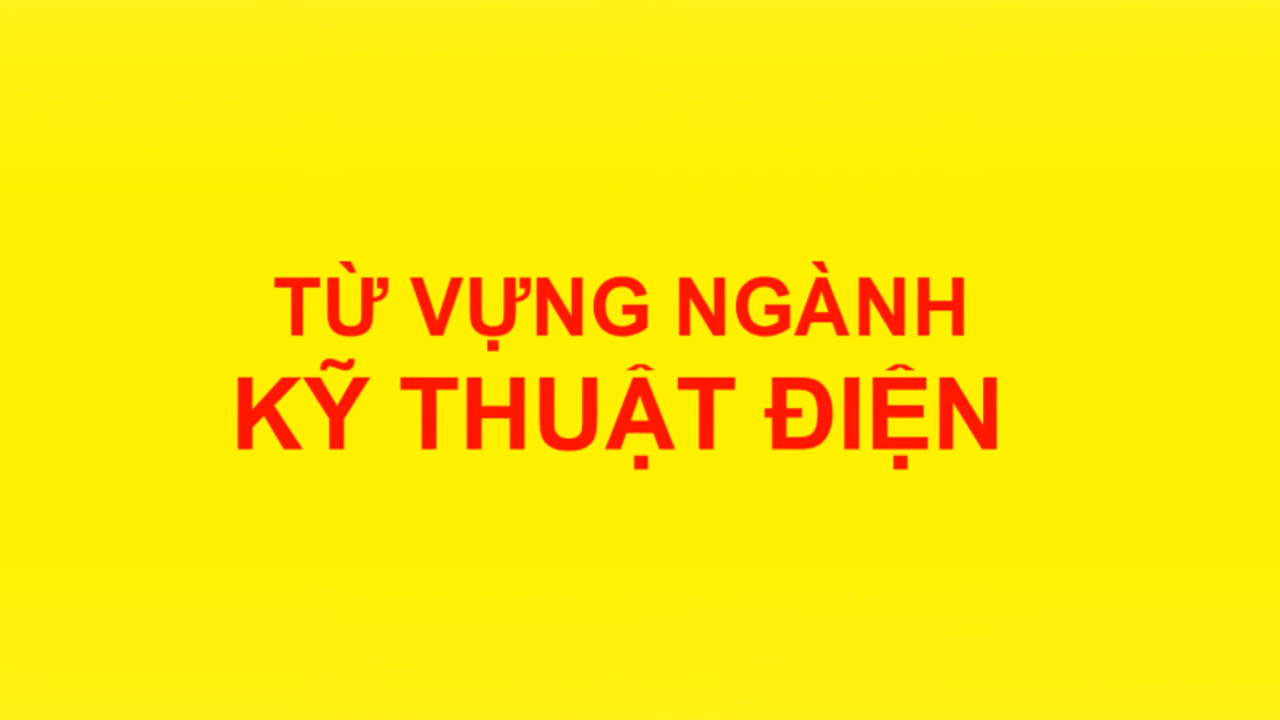 TỪ VỰNG NGÀNH
KỸ THUẬT ĐIỆN